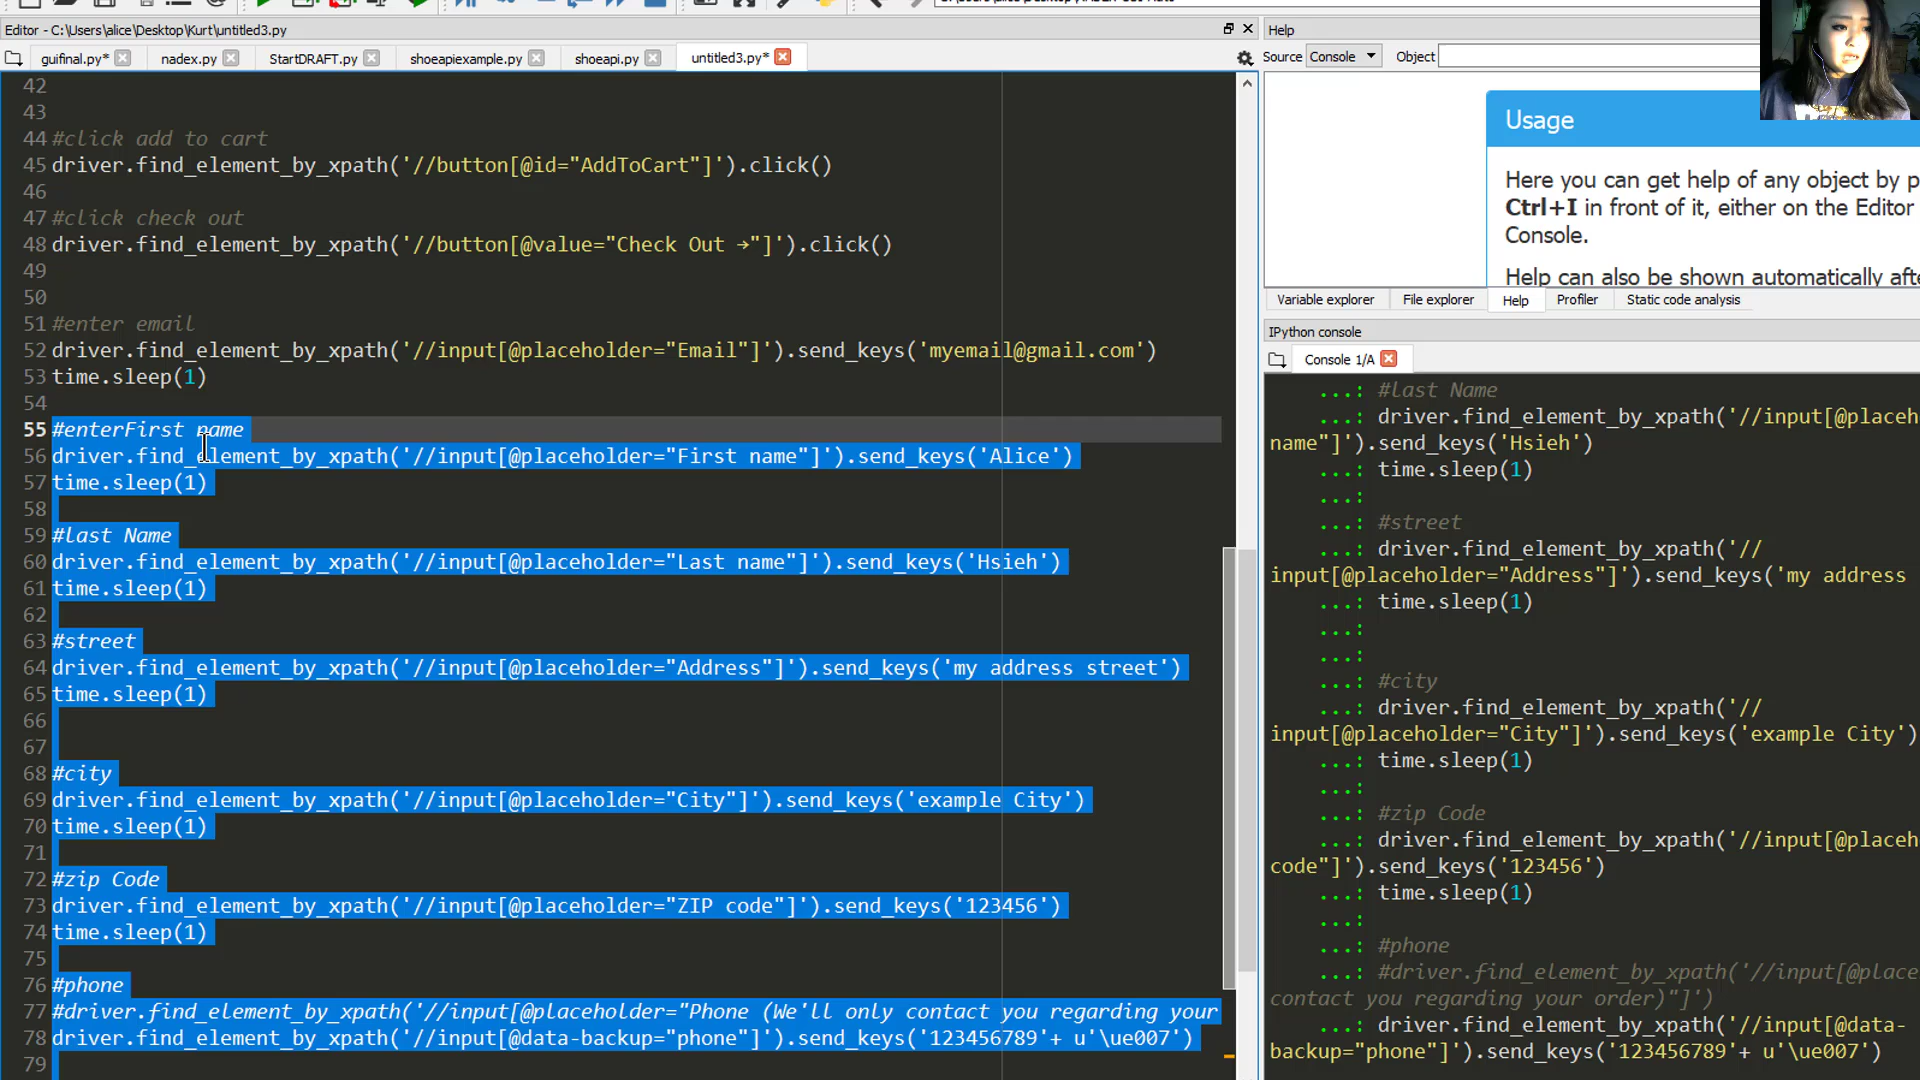 Editor - C:\Users\alice\Desktop\Kurt\untitled3.py
guifinal.py*
nadex.py
StartDRAFT.py
shoeapiexample.py
shoeapi.py
untitled3.py*
42
43
44 #click add to cart
45 driver.find_element_by_xpath('//button[@id="AddToCart"]').click()
46
47 #click check out
48 driver.find_element_by_xpath('//button[@value="Check Out →"]').click()
49
50
51 #enter email
52 driver.find_element_by_xpath('//input[@placeholder="Email"]').send_keys('myemail@gmail.com')
53 time.sleep(1)
54
55 #enterFirst name
56 driver.find_element_by_xpath('//input[@placeholder="First name"]').send_keys('Alice')
57 time.sleep(1)
58
59 #last Name
60 driver.find_element_by_xpath('//input[@placeholder="Last name"]').send_keys('Hsieh')
61 time.sleep(1)
62
63 #street
64 driver.find_element_by_xpath('//input[@placeholder="Address"]').send_keys('my address street')
65 time.sleep(1)
66
67
68 #city
69 driver.find_element_by_xpath('//input[@placeholder="City"]').send_keys('example City')
70 time.sleep(1)
71
72 #zip Code
73 driver.find_element_by_xpath('//input[@placeholder="ZIP code"]').send_keys('123456')
74 time.sleep(1)
75
76 #phone
77 #driver.find_element_by_xpath('//input[@placeholder="Phone (We'll only contact you regarding your
78 driver.find_element_by_xpath('//input[@data-backup="phone"]').send_keys('123456789'+ u'\ue007')
79
Help
Source Console Object
Usage
Here you can get help of any object by p
Ctrl+I in front of it, either on the Editor
Console.
Help can also be shown automatically afte
Variable explorer File explorer Help Profiler Static code analysis
IPython console
Console 1/A
...: #last Name
...: driver.find_element_by_xpath('//input[@placeh
name"]').send_keys('Hsieh')
...: time.sleep(1)
...:
...: #street
...: driver.find_element_by_xpath('//
input[@placeholder="Address"]').send_keys('my address
...: time.sleep(1)
...:
...:
...: #city
...: driver.find_element_by_xpath('//
input[@placeholder="City"]').send_keys('example City')
...: time.sleep(1)
...:
...: #zip Code
...: driver.find_element_by_xpath('//input[@placeh
code"]').send_keys('123456')
...: time.sleep(1)
...:
...: #phone
...: #driver.find_element_by_xpath('//input[@place
contact you regarding your order)"]')
...: driver.find_element_by_xpath('//input[@data-
backup="phone"]').send_keys('123456789'+ u'\ue007')